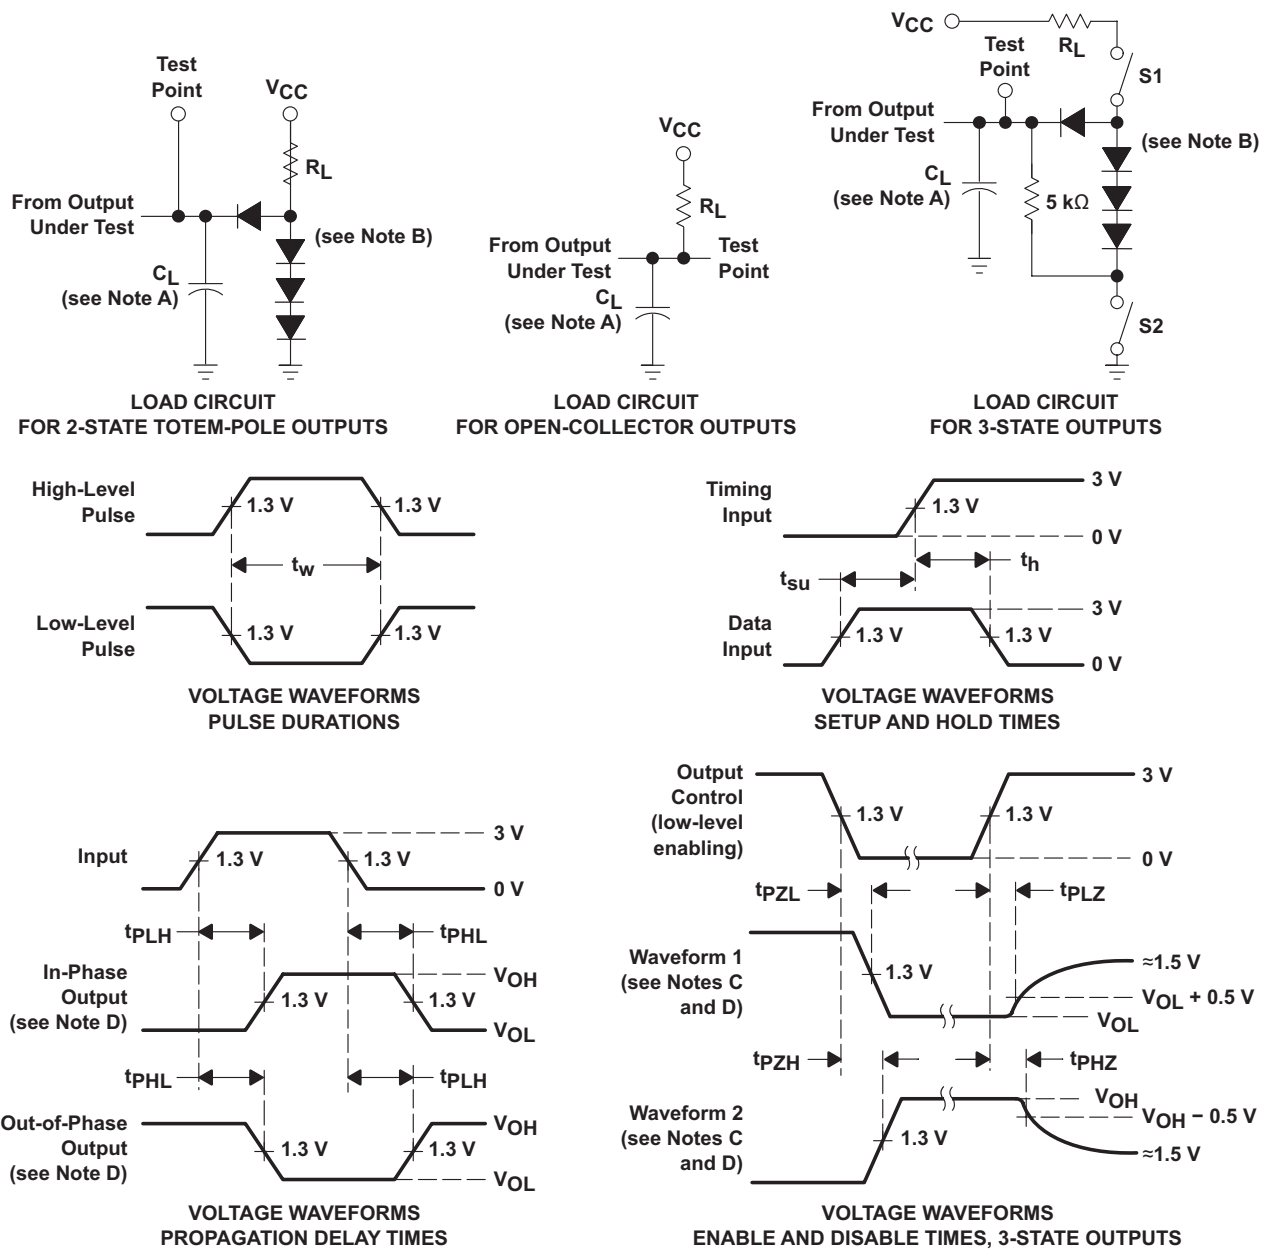 Test
Point
VCC
RL
From Output
Under Test
(see Note B)
CL
(see Note A)
LOAD CIRCUIT
FOR 2-STATE TOTEM-POLE OUTPUTS
VCC
RL
From Output
Under Test
Test
Point
CL
(see Note A)
LOAD CIRCUIT
FOR OPEN-COLLECTOR OUTPUTS
VCC
RL
Test
Point
S1
From Output
Under Test
(see Note B)
CL
(see Note A)
5 kΩ
S2
LOAD CIRCUIT
FOR 3-STATE OUTPUTS
High-Level
Pulse
1.3 V
1.3 V
tw
Low-Level
Pulse
1.3 V
1.3 V
VOLTAGE WAVEFORMS
PULSE DURATIONS
Timing
Input
3 V
1.3 V
0 V
th
tsu
Data
Input
3 V
1.3 V
1.3 V
0 V
VOLTAGE WAVEFORMS
SETUP AND HOLD TIMES
Input
3 V
1.3 V
1.3 V
0 V
tPLH
tPHL
In-Phase
Output
(see Note D)
VOH
1.3 V
1.3 V
VOL
tPHL
tPLH
Out-of-Phase
Output
(see Note D)
VOH
1.3 V
1.3 V
VOL
VOLTAGE WAVEFORMS
PROPAGATION DELAY TIMES
Output
Control
(low-level
enabling)
3 V
1.3 V
1.3 V
0 V
tPZL
tPLZ
Waveform 1
(see Notes C
and D)
1.3 V
≈1.5 V
VOL + 0.5 V
VOL
tPZH
tPHZ
Waveform 2
(see Notes C
and D)
1.3 V
VOH
VOH − 0.5 V
≈1.5 V
VOLTAGE WAVEFORMS
ENABLE AND DISABLE TIMES, 3-STATE OUTPUTS